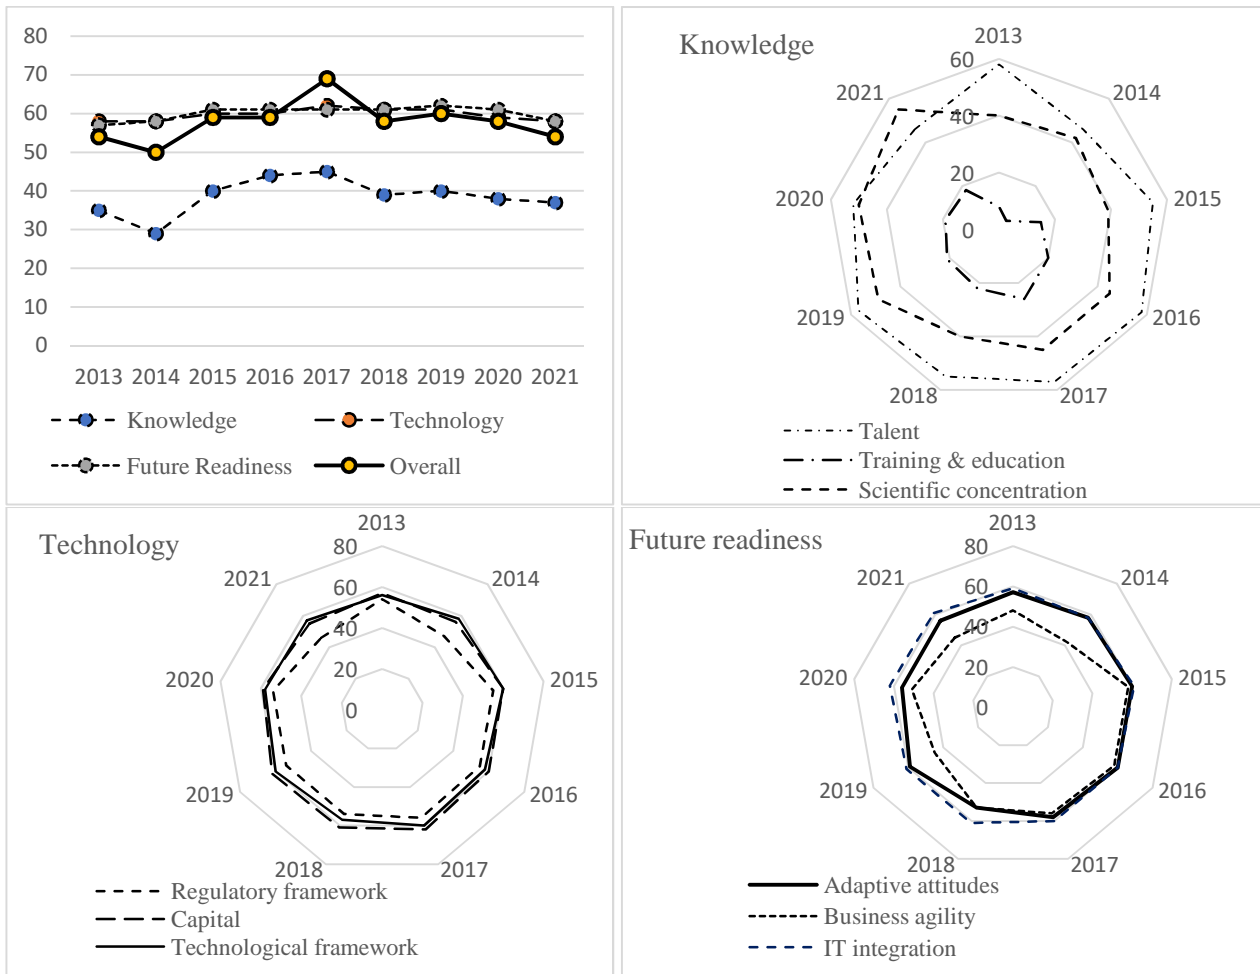 80
70
60
50
40
30
20
10
0
2013 2014 2015 2016 2017 2018 2019 2020 2021
Knowledge
Technology
Future Readiness
Overall
Knowledge
2013
2014
2015
2016
2017
2018
2019
2020
2021
60
40
20
0
Talent
Training & education
Scientific concentration
Technology
2013
2014
2015
2016
2017
2018
2019
2020
2021
80
60
40
20
0
Regulatory framework
Capital
Technological framework
Future readiness
2013
2014
2015
2016
2017
2018
2019
2020
2021
80
60
40
20
0
Adaptive attitudes
Business agility
IT integration